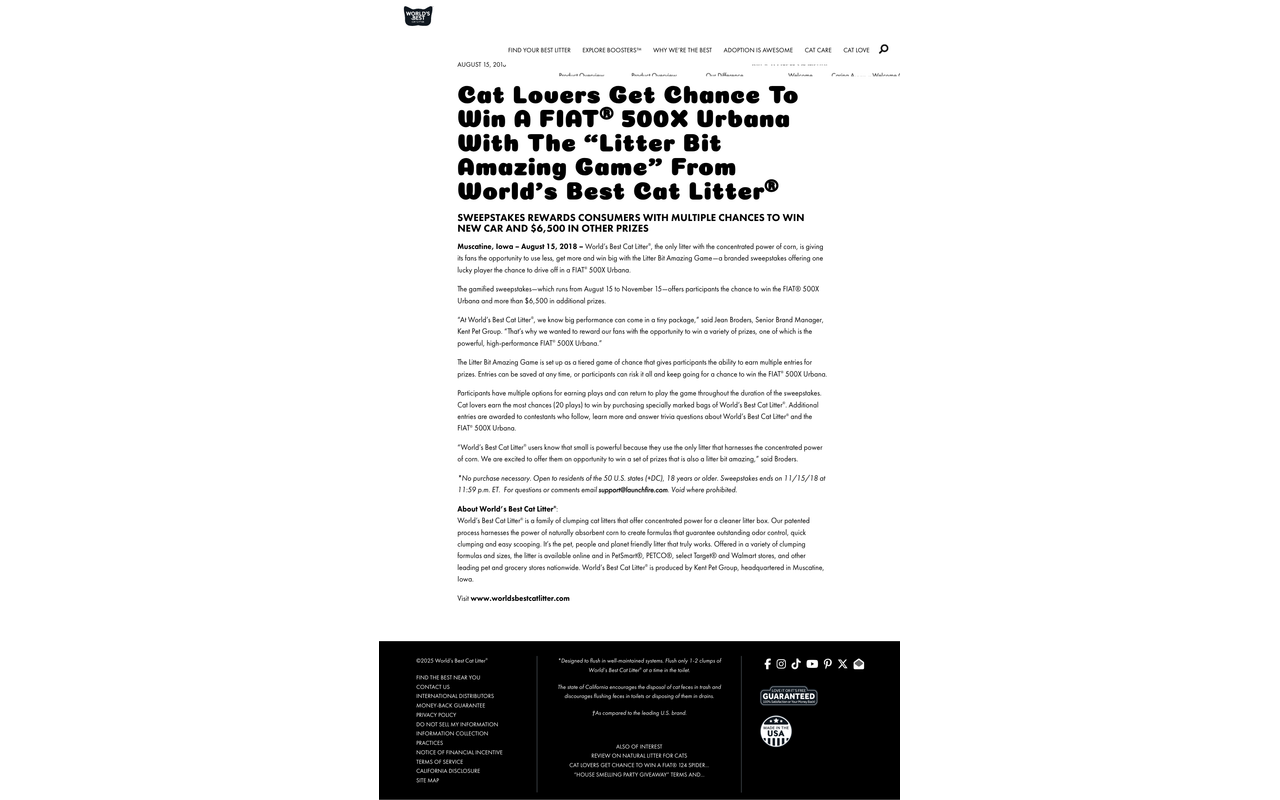 WORLD'S
BEST
FIND YOUR BEST LITTER EXPLORE BOOSTERS™ WHY WE'RE THE BEST ADOPTION IS AWESOME CAT CARE CAT LOVE
AUGUST 15, 2018
Product Overview Product Overview Our Difference Welcome
Cat Lovers Get Chance To
Win A FIAT® 500X Urbana
With The “Litter Bit
Amazing Game” From
World’s Best Cat Litter®
SWEEPSTAKES REWARDS CONSUMERS WITH MULTIPLE CHANCES TO WIN
NEW CAR AND $6,500 IN OTHER PRIZES
Muscatine, Iowa – August 15, 2018 – World’s Best Cat Litter®, the only litter with the concentrated power of corn, is giving
its fans the opportunity to use less, get more and win big with the Litter Bit Amazing Game—a branded sweepstakes offering one
lucky player the chance to drive off in a FIAT® 500X Urbana.
The gamified sweepstakes—which runs from August 15 to November 15—offers participants the chance to win the FIAT® 500X
Urbana and more than $6,500 in additional prizes.
“At World’s Best Cat Litter®, we know big performance can come in a tiny package,” said Jean Broders, Senior Brand Manager,
Kent Pet Group. “That’s why we wanted to reward our fans with the opportunity to win a variety of prizes, one of which is the
powerful, high-performance FIAT® 500X Urbana.”
The Litter Bit Amazing Game is set up as a tiered game of chance that gives participants the ability to earn multiple entries for
prizes. Entries can be saved at any time, or participants can risk it all and keep going for a chance to win the FIAT® 500X Urbana.
Participants have multiple options for earning plays and can return to play the game throughout the duration of the sweepstakes.
Cat lovers earn the most chances (20 plays) to win by purchasing specially marked bags of World’s Best Cat Litter®. Additional
entries are awarded to contestants who follow, learn more and answer trivia questions about World’s Best Cat Litter® and the
FIAT® 500X Urbana.
“World’s Best Cat Litter® users know that small is powerful because they use the only litter that harnesses the concentrated power
of corn. We are excited to offer them an opportunity to win a set of prizes that is also a litter bit amazing,” said Broders.
*No purchase necessary. Open to residents of the 50 U.S. states (+DC), 18 years or older. Sweepstakes ends on 11/15/18 at
11:59 p.m. ET. For questions or comments email support@launchfire.com. Void where prohibited.
About World’s Best Cat Litter®:
World’s Best Cat Litter® is a family of clumping cat litters that offer concentrated power for a cleaner litter box. Our patented
process harnesses the power of naturally absorbent corn to create formulas that guarantee outstanding odor control, quick
clumping and easy scooping. It’s the pet, people and planet friendly litter that truly works. Offered in a variety of clumping
formulas and sizes, the litter is available online and in PetSmart®, PETCO®, select Target® and Walmart stores, and other
leading pet and grocery stores nationwide. World’s Best Cat Litter® is produced by Kent Pet Group, headquartered in Muscatine,
Iowa.
Visit www.worldsbestcatlitter.com
©2025 World’s Best Cat Litter®
FIND THE BEST NEAR YOU
CONTACT US
INTERNATIONAL DISTRIBUTORS
MONEY-BACK GUARANTEE
PRIVACY POLICY
DO NOT SELL MY INFORMATION
INFORMATION COLLECTION
PRACTICES
NOTICE OF FINANCIAL INCENTIVE
TERMS OF SERVICE
CALIFORNIA DISCLOSURE
SITE MAP
*Designed to flush in well-maintained systems. Flush only 1-2 clumps of
World’s Best Cat Litter® at a time in the toilet.
The state of California encourages the disposal of cat feces in trash and
discourages flushing feces in toilets or disposing of them in drains.
†As compared to the leading U.S. brand.
ALSO OF INTEREST
REVIEW ON NATURAL LITTER FOR CATS
CAT LOVERS GET CHANCE TO WIN A FIAT® 124 SPIDER...
“HOUSE SMELLING PARTY GIVEAWAY” TERMS AND...
LOVE IT OR IT'S FREE
GUARANTEED
100% Satisfaction or Your Money Back!
MADE IN THE
USA